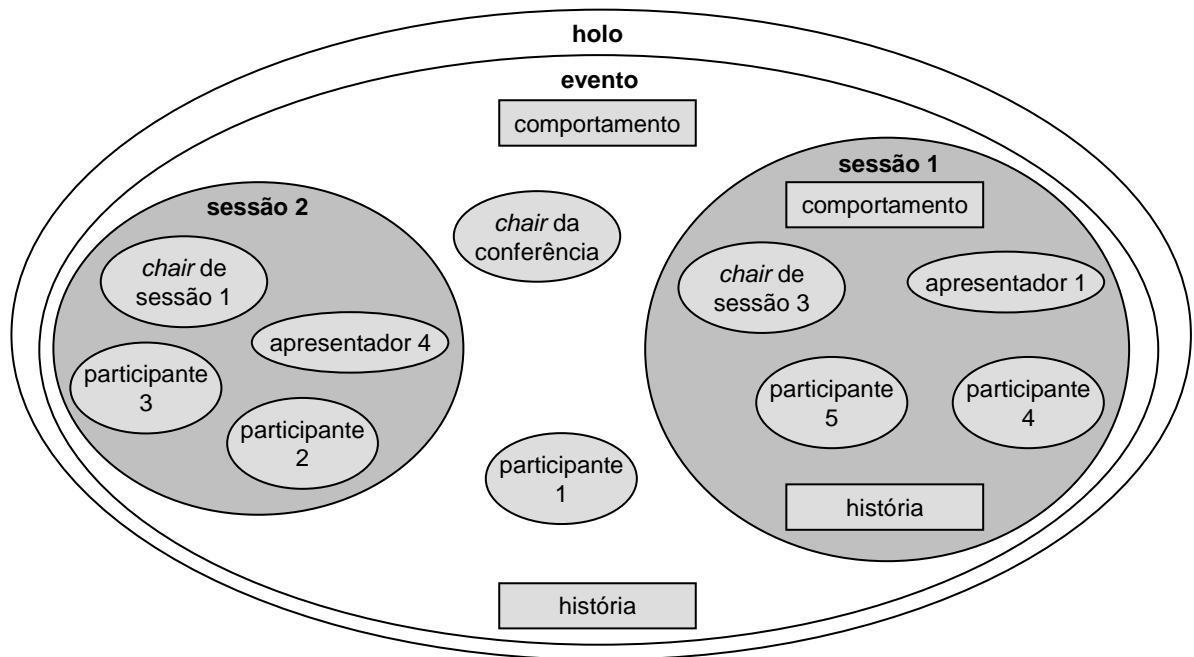 holo
evento
comportamento
sessão 2
chair de
sessão 1
apresentador 4
participante
3
participante
2
chair da
conferência
participante
1
sessão 1
comportamento
chair de
sessão 3
apresentador 1
participante
5
participante
4
história
história